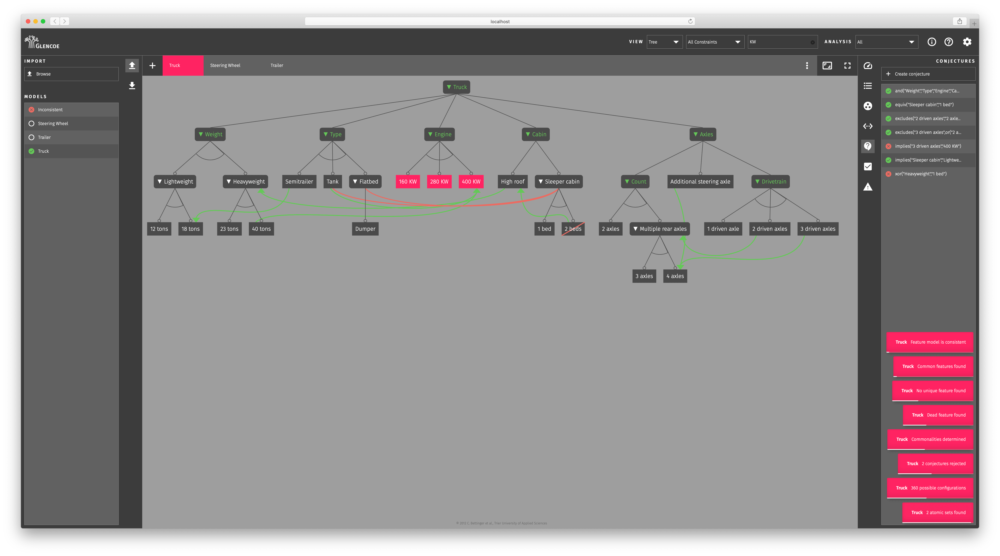 localhost
GLENCOE
VIEW
Tree
All Constraints
KW
ANALYSIS
All
IMPORT
Browse
MODELS
Inconsistent
Steering Wheel
Trailer
Truck
Truck
Steering Wheel
Trailer
Truck
Weight
Type
Engine
Cabin
Axles
Lightweight
Heavyweight
Semitrailer
Tank
Flatbed
160 KW
280 KW
400 KW
High roof
Sleeper cabin
Count
Additional steering axle
Drivetrain
12 tons
18 tons
23 tons
40 tons
Dumper
1 bed
2 beds
2 axles
Multiple rear axles
1 driven axle
2 driven axles
3 driven axles
3 axles
4 axles
© 2012 C. Bettinger et al., Trier University of Applied Sciences
CONJECTURES
Create conjecture
and("Weight","Type","Engine","Ca...
equiv("Sleeper cabin","1 bed")
excludes("2 driven axles","2 axle...
excludes("3 driven axles",or("2 a...
implies("3 driven axles","400 KW")
implies("Sleeper cabin","Lightwe...
xor("Heavyweight","1 bed")
Truck Feature model is consistent
Truck Common features found
Truck No unique feature found
Truck Dead feature found
Truck Commonalities determined
Truck 2 conjectures rejected
Truck 360 possible configurations
Truck 2 atomic sets found